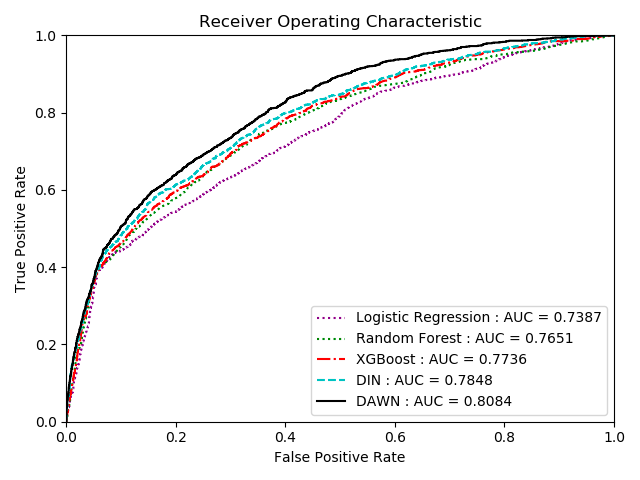 Receiver Operating Characteristic
1.0
0.8
0.6
0.4
0.2
0.0
True Positive Rate
Logistic Regression : AUC = 0.7387
Random Forest : AUC = 0.7651
XGBoost : AUC = 0.7736
DIN : AUC = 0.7848
DAWN : AUC = 0.8084
0.0 0.2 0.4 0.6 0.8 1.0
False Positive Rate